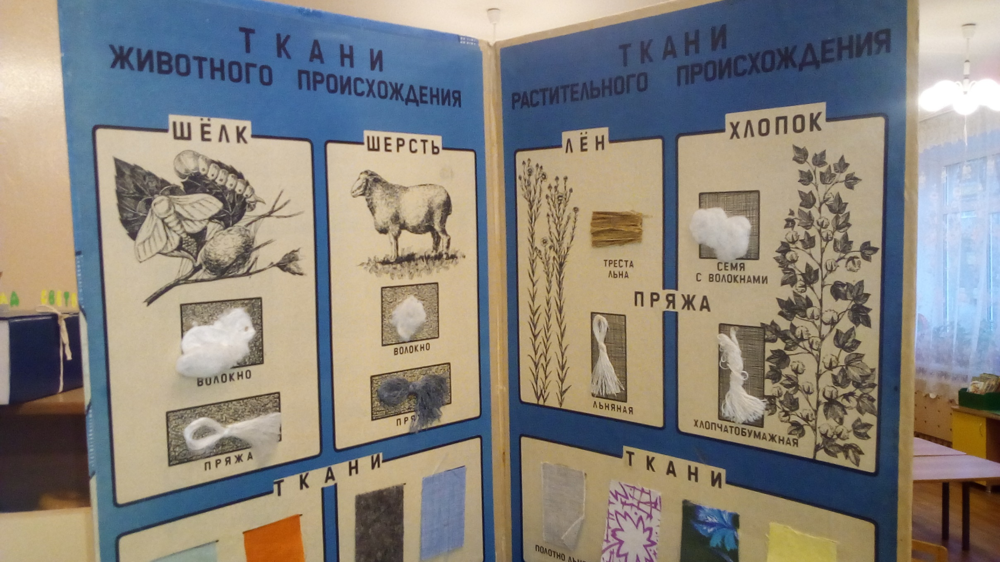 ТКАНИ
ЖИВОТНОГО ПРОИСХОЖДЕНИЯ
ШЁЛК
ШЕРСТЬ
ВОЛОКНО
ВОЛОКНО
ПРЯЖА
ТКАНИ
ТКАНИ
РАСТИТЕЛЬНОГО ПРОИСХОЖДЕНИЯ
ЛЁН
ХЛОПОК
ТРЕСТА
ЛЬНА
СЕМЯ
С ВОЛОКНАМИ
ПРЯЖА
ЛЬНЯНАЯ
ХЛОПЧАТОБУМАЖНАЯ
ТКАНИ
ПОЛОТНО